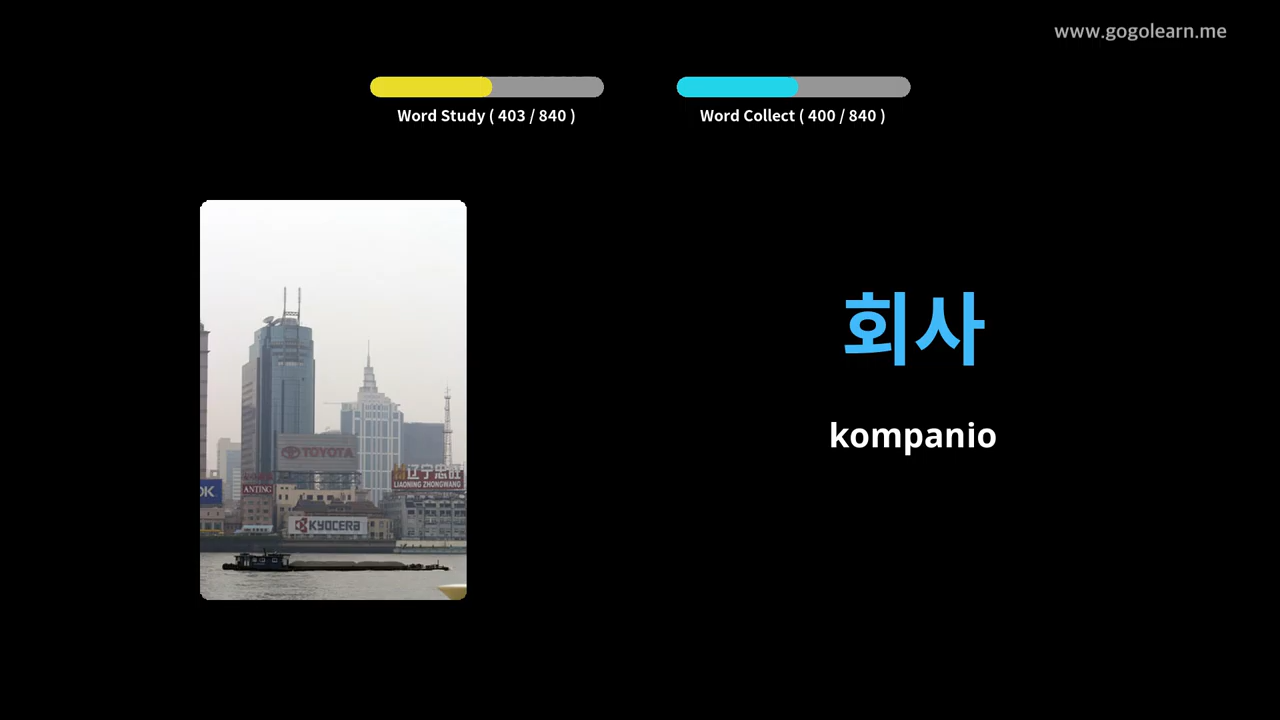 www.gogolearn.me
Word Study ( 403 / 840 )
Word Collect ( 400 / 840 )
회사
kompanio
TOYOTA
LIAONING ZHONGWANG
OK
ANTING
KYOCERA